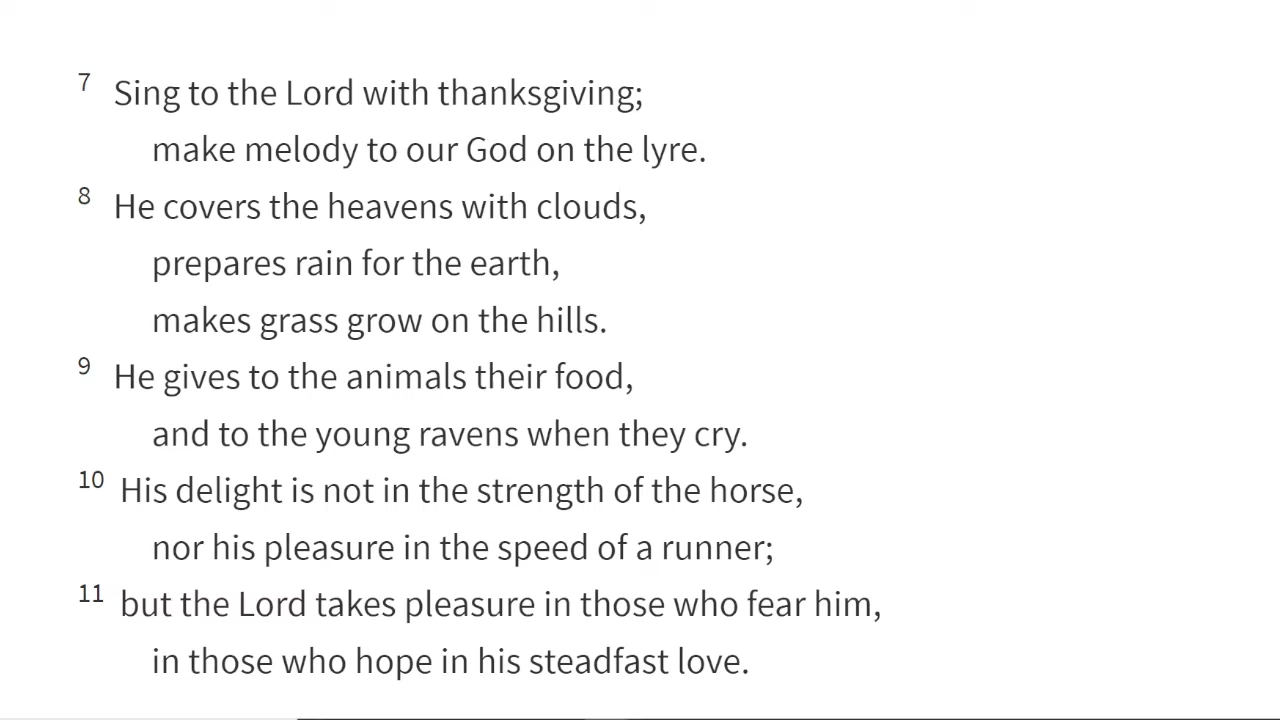 7 Sing to the Lord with thanksgiving;
make melody to our God on the lyre.
8 He covers the heavens with clouds,
prepares rain for the earth,
makes grass grow on the hills.
9 He gives to the animals their food,
and to the young ravens when they cry.
10 His delight is not in the strength of the horse,
nor his pleasure in the speed of a runner;
11 but the Lord takes pleasure in those who fear him,
in those who hope in his steadfast love.